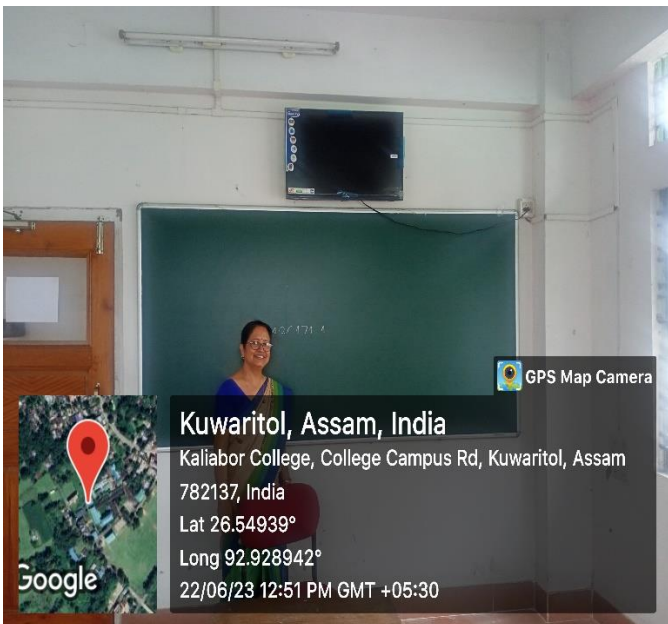 GPS Map Camera
Kuwaritol, Assam, India
Kaliabor College, College Campus Rd, Kuwaritol, Assam
782137, India
Lat 26.54939°
Long 92.928942°
22/06/23 12:51 PM GMT +05:30
Google